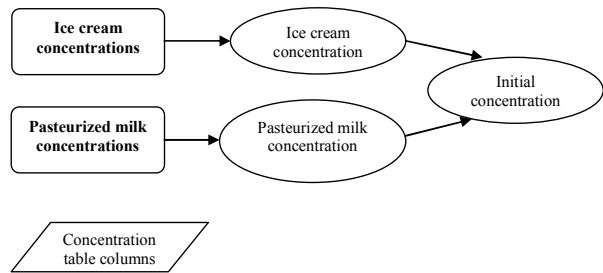 Ice cream
concentrations
Ice cream
concentration
Initial
concentration
Pasteurized milk
concentrations
Pasteurized milk
concentration
Concentration
table columns